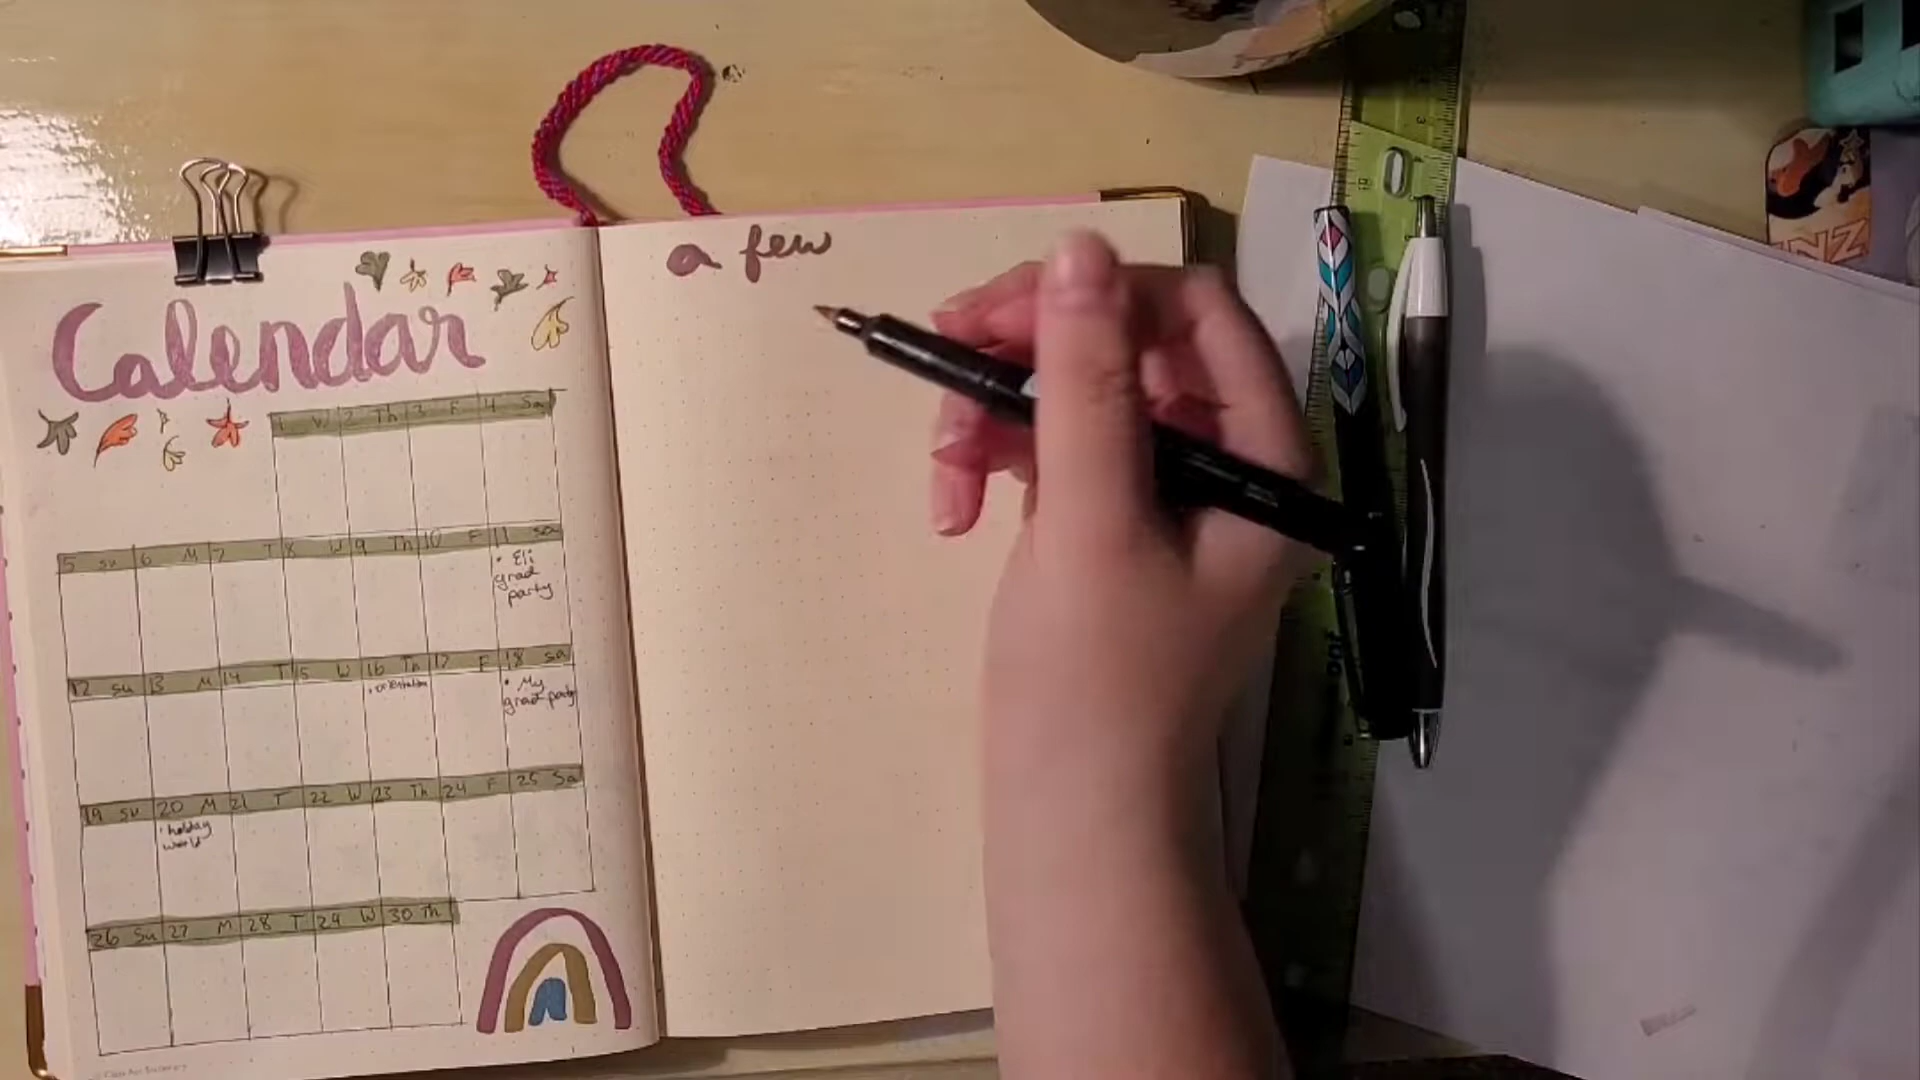 a few
Calendar
1 W 2 Th 3 F 4 Sa
5 su 6 M 7 T 8 W 9 Th 10 F 11 sa
• Eli
grad
party
12 su 13 M 14 T 15 W 16 Th 17 F 18 sa
• orientation
• My
grad party
19 su 20 M 21 T 22 W 23 Th 24 F 25 Sa
• holiday
world
26 Su 27 M 28 T 29 W 30 Th
NZ